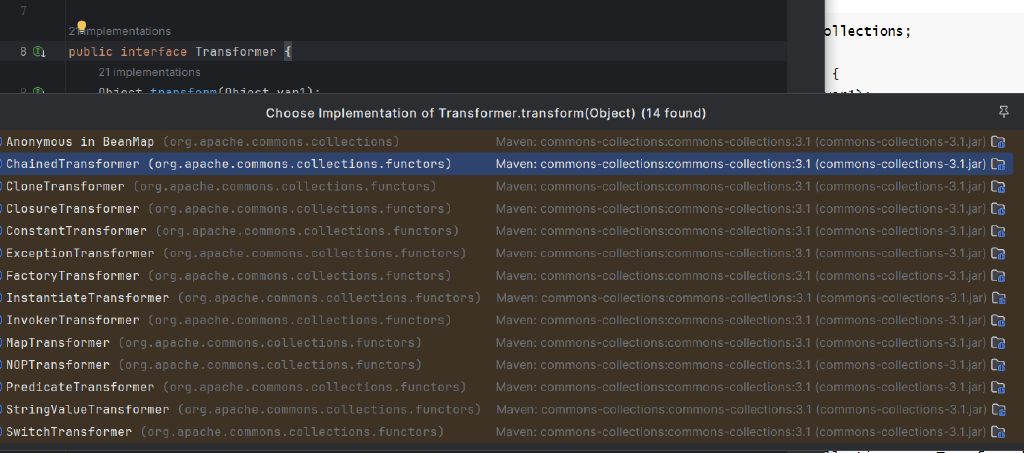 7
implementations
ollections;
8 public interface Transformer {
{
21 implementations
Object transform(Object var1);
Choose Implementation of Transformer.transform(Object) (14 found)
Anonymous in BeanMap (org.apache.commons.collections) Maven: commons-collections:commons-collections:3.1 (commons-collections-3.1.jar)
ChainedTransformer (org.apache.commons.collections.functors) Maven: commons-collections:commons-collections:3.1 (commons-collections-3.1.jar)
CloneTransformer (org.apache.commons.collections.functors) Maven: commons-collections:commons-collections:3.1 (commons-collections-3.1.jar)
ClosureTransformer (org.apache.commons.collections.functors) Maven: commons-collections:commons-collections:3.1 (commons-collections-3.1.jar)
ConstantTransformer (org.apache.commons.collections.functors) Maven: commons-collections:commons-collections:3.1 (commons-collections-3.1.jar)
ExceptionTransformer (org.apache.commons.collections.functors) Maven: commons-collections:commons-collections:3.1 (commons-collections-3.1.jar)
FactoryTransformer (org.apache.commons.collections.functors) Maven: commons-collections:commons-collections:3.1 (commons-collections-3.1.jar)
InstantiateTransformer (org.apache.commons.collections.functors) Maven: commons-collections:commons-collections:3.1 (commons-collections-3.1.jar)
InvokerTransformer (org.apache.commons.collections.functors) Maven: commons-collections:commons-collections:3.1 (commons-collections-3.1.jar)
MapTransformer (org.apache.commons.collections.functors) Maven: commons-collections:commons-collections:3.1 (commons-collections-3.1.jar)
NOPTransformer (org.apache.commons.collections.functors) Maven: commons-collections:commons-collections:3.1 (commons-collections-3.1.jar)
PredicateTransformer (org.apache.commons.collections.functors) Maven: commons-collections:commons-collections:3.1 (commons-collections-3.1.jar)
StringValueTransformer (org.apache.commons.collections.functors) Maven: commons-collections:commons-collections:3.1 (commons-collections-3.1.jar)
SwitchTransformer (org.apache.commons.collections.functors) Maven: commons-collections:commons-collections:3.1 (commons-collections-3.1.jar)